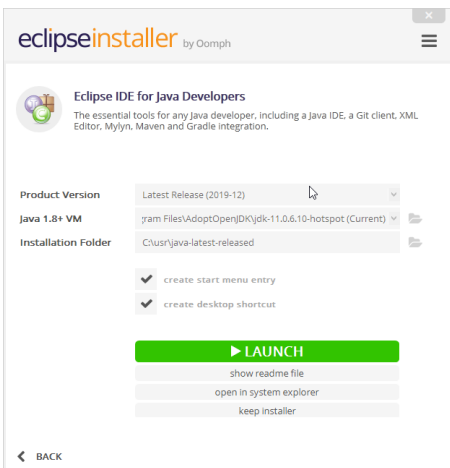 eclipseinstaller by Oomph
Eclipse IDE for Java Developers
The essential tools for any Java developer, including a Java IDE, a Git client, XML
Editor, Mylyn, Maven and Gradle integration.
Product Version Latest Release (2019-12)
Java 1.8+ VM gram Files\AdoptOpenJDK\jdk-11.0.6.10-hotspot (Current)
Installation Folder C:\usr\java-latest-released
create start menu entry
create desktop shortcut
LAUNCH
show readme file
open in system explorer
keep installer
BACK